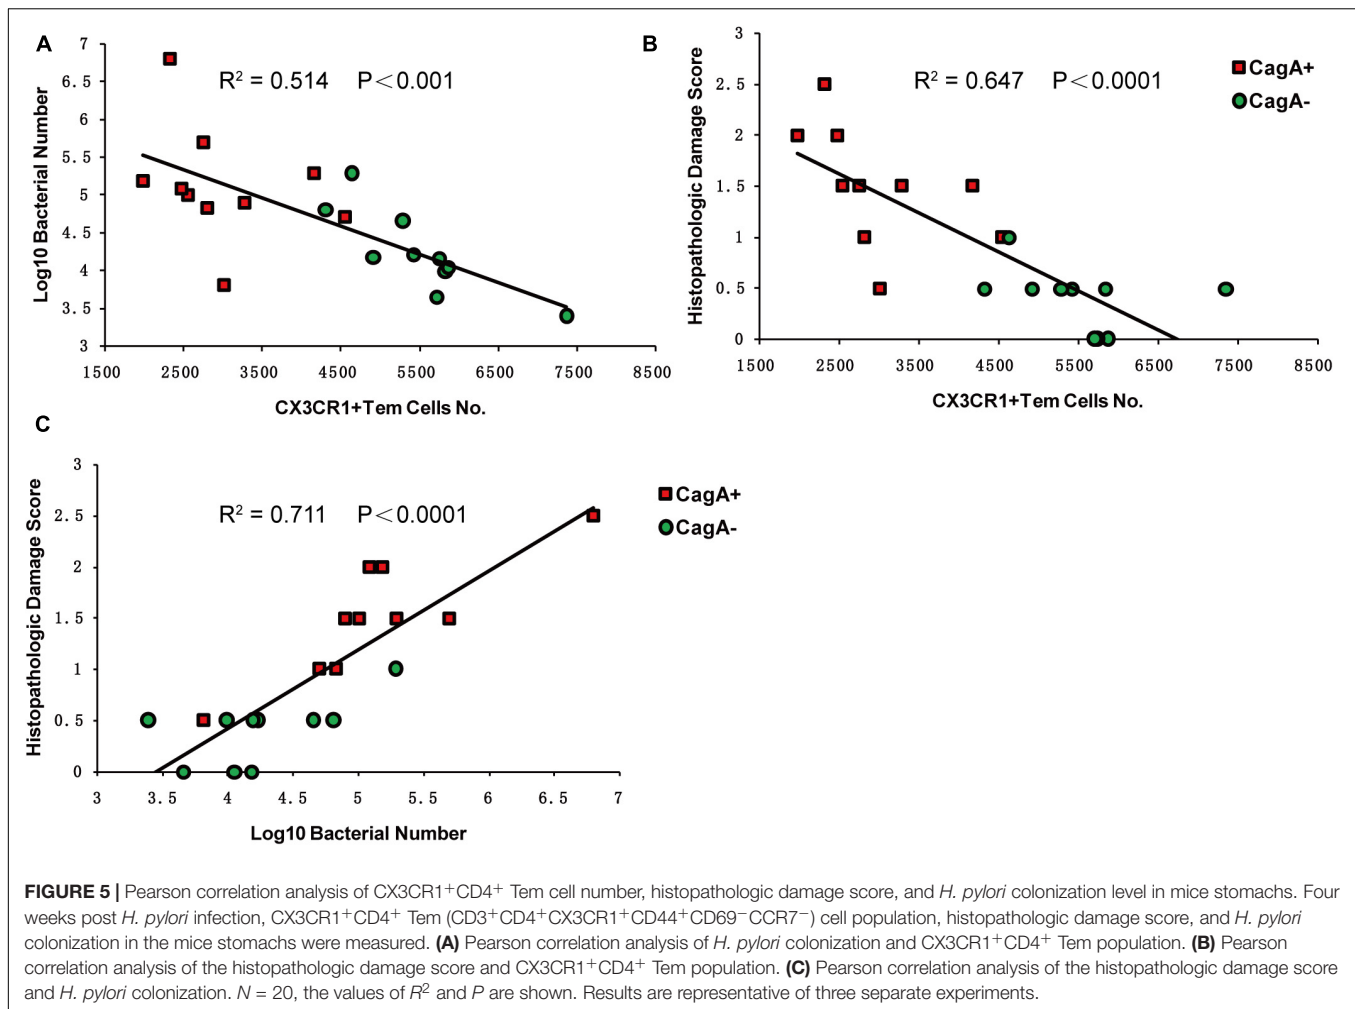 A
7
6.5
6
5.5
5
4.5
4
3.5
3
Log10 Bacterial Number
R² = 0.514 P<0.001
1500 2500 3500 4500 5500 6500 7500 8500
CX3CR1+Tem Cells No.
B
3
2.5
2
1.5
1
0.5
0
Histopathologic Damage Score
R² = 0.647 P<0.0001
CagA+
CagA-
1500 2500 3500 4500 5500 6500 7500 8500
CX3CR1+Tem Cells No.
C
3
2.5
2
1.5
1
0.5
0
Histopathologic Damage Score
R² = 0.711 P<0.0001
CagA+
CagA-
3 3.5 4 4.5 5 5.5 6 6.5 7
Log10 Bacterial Number
FIGURE 5 | Pearson correlation analysis of CX3CR1⁺CD4⁺ Tem cell number, histopathologic damage score, and H. pylori colonization level in mice stomachs. Four
weeks post H. pylori infection, CX3CR1⁺CD4⁺ Tem (CD3⁺CD4⁺CX3CR1⁺CD44⁺CD69⁻CCR7⁻) cell population, histopathologic damage score, and H. pylori
colonization in the mice stomachs were measured. (A) Pearson correlation analysis of H. pylori colonization and CX3CR1⁺CD4⁺ Tem population. (B) Pearson
correlation analysis of the histopathologic damage score and CX3CR1⁺CD4⁺ Tem population. (C) Pearson correlation analysis of the histopathologic damage score
and H. pylori colonization. N = 20, the values of R² and P are shown. Results are representative of three separate experiments.